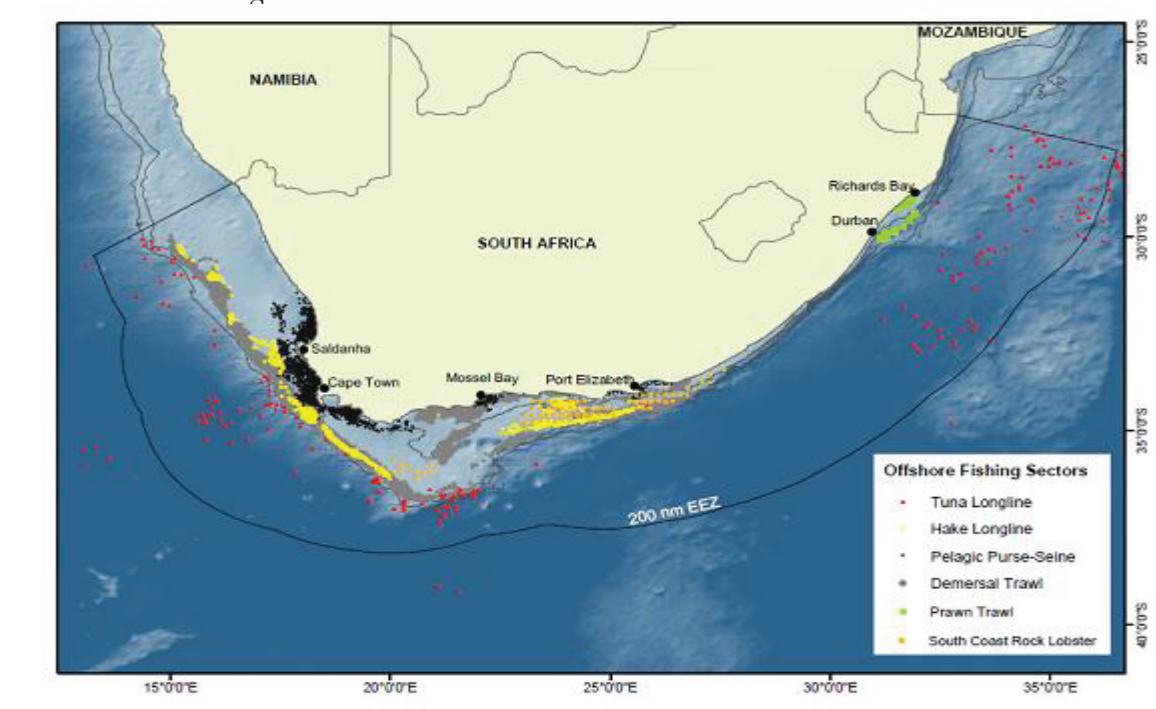 MOZAMBIQUE
NAMIBIA
25°0'0"S
Richards Bay
Durban
SOUTH AFRICA
30°0'0"S
Saldanha
Cape Town
Mossel Bay
Port Elizabeth
35°0'0"S
Offshore Fishing Sectors
Tuna Longline
200 nm EEZ
Hake Longline
Pelagic Purse-Seine
Demersal Trawl
Prawn Trawl
South Coast Rock Lobster
40°0'0"S
15°0'0"E
20°0'0"E
25°0'0"E
30°0'0"E
35°0'0"E